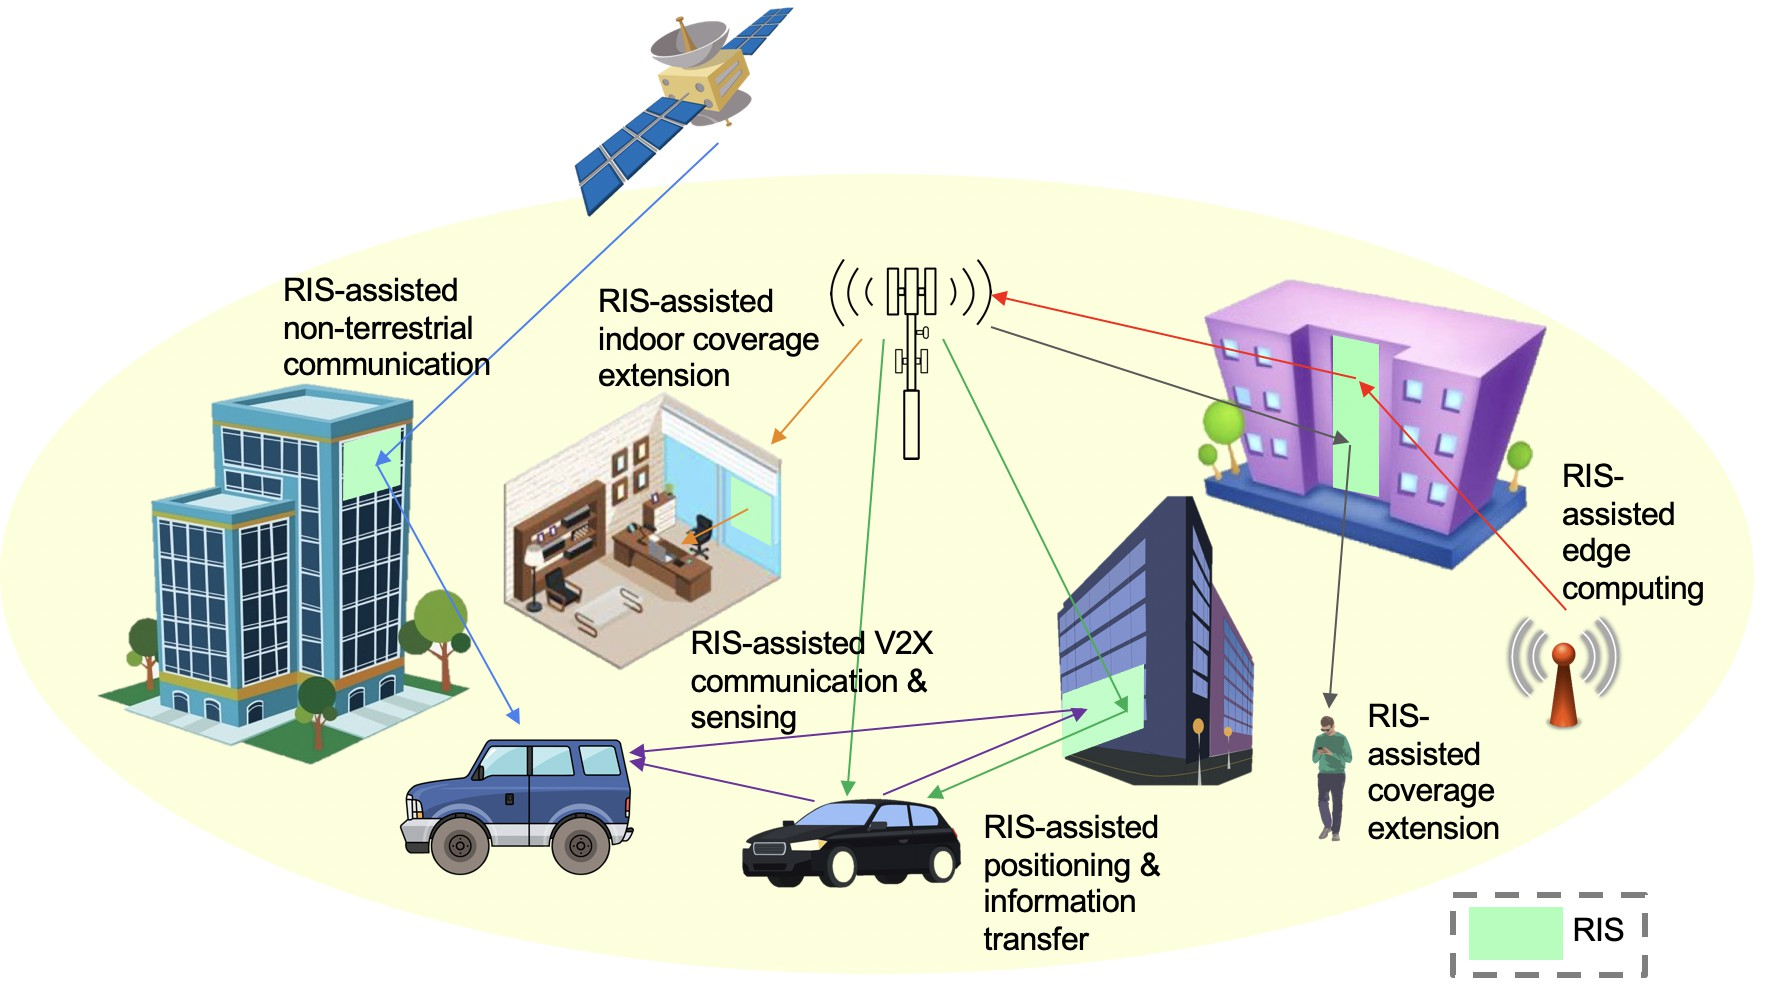 RIS-assisted
non-terrestrial
communication
RIS-assisted
indoor coverage
extension
RIS-
assisted
edge
computing
RIS-assisted V2X
communication &
sensing
RIS-
assisted
coverage
extension
RIS-assisted
positioning &
information
transfer
RIS